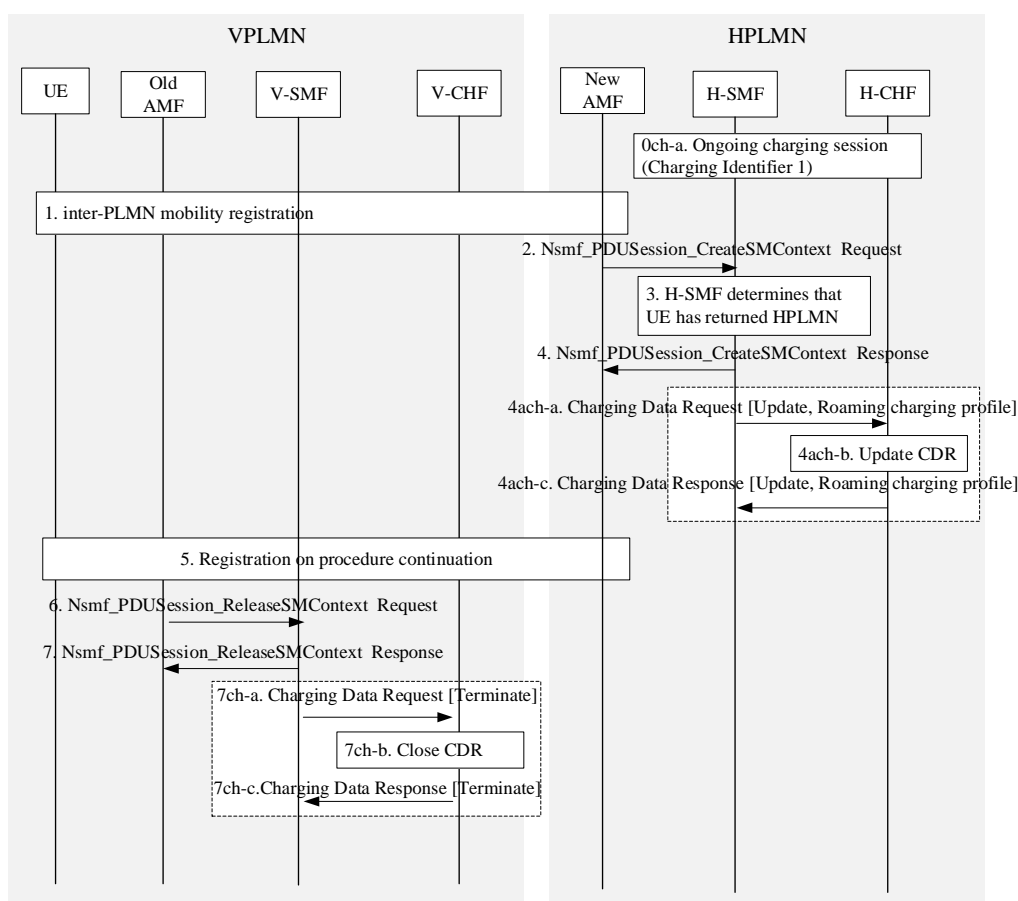 VPLMN
HPLMN
UE
Old
AMF
V-SMF
V-CHF
New
AMF
H-SMF
H-CHF
0ch-a. Ongoing charging session
(Charging Identifier 1)
1. inter-PLMN mobility registration
2. Nsmf_PDUSession_CreateSMContext Request
3. H-SMF determines that
UE has returned HPLMN
4. Nsmf_PDUSession_CreateSMContext Response
4ach-a. Charging Data Request [Update, Roaming charging profile]
4ach-b. Update CDR
4ach-c. Charging Data Response [Update, Roaming charging profile]
5. Registration on procedure continuation
6. Nsmf_PDUSession_ReleaseSMContext Request
7. Nsmf_PDUSession_ReleaseSMContext Response
7ch-a. Charging Data Request [Terminate]
7ch-b. Close CDR
7ch-c.Charging Data Response [Terminate]